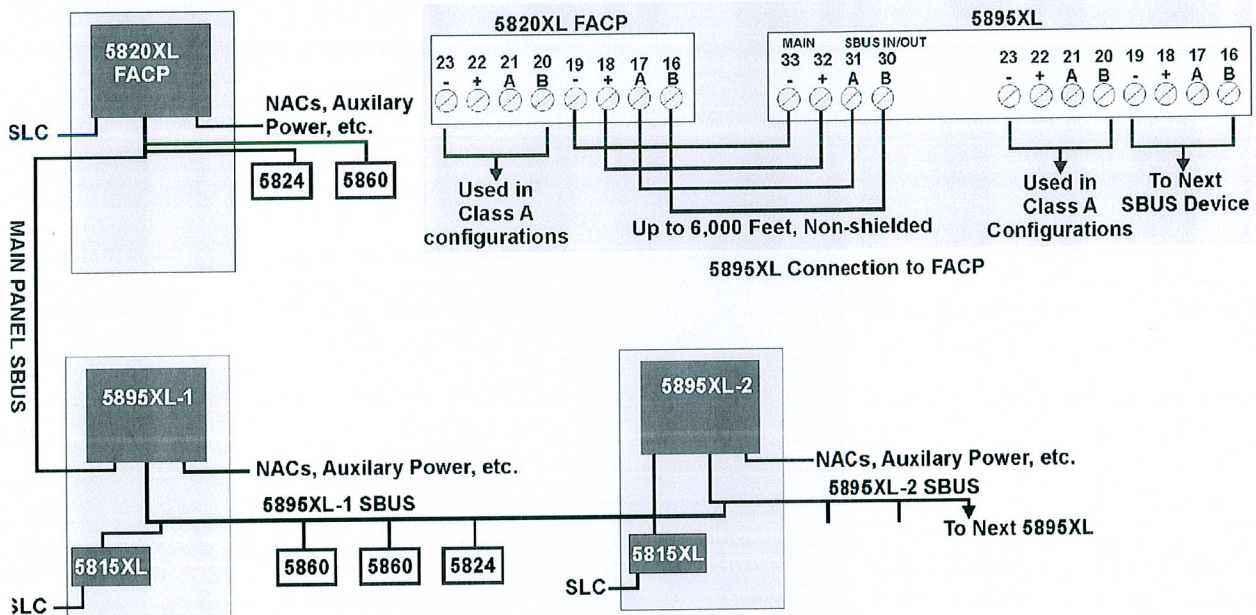 5820XL
FACP
SLC
NACs, Auxilary
Power, etc.
5824
5860
MAIN PANEL SBUS
5820XL FACP
23 22 21 20 19 18 17 16
- + A B - + A B
Used in
Class A
configurations
5895XL
MAIN SBUS IN/OUT
33 32 31 30
- + A B
23 22 21 20 19 18 17 16
- + A B - + A B
Used in
Class A
Configurations
To Next
SBUS Device
Up to 6,000 Feet, Non-shielded
5895XL Connection to FACP
5895XL-1
NACs, Auxilary Power, etc.
5895XL-1 SBUS
5815XL
SLC
5860
5860
5824
5895XL-2
NACs, Auxilary Power, etc.
5895XL-2 SBUS
To Next 5895XL
5815XL
SLC